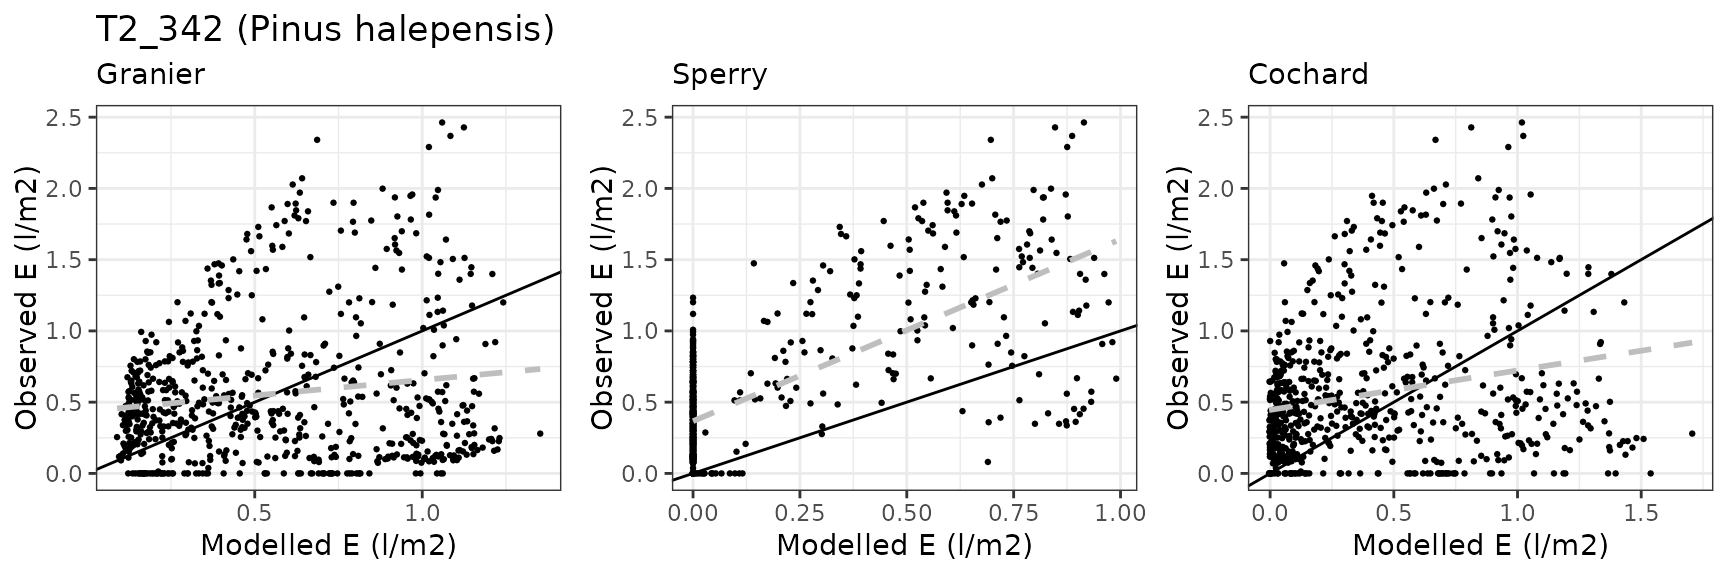 T2_342 (Pinus halepensis)
Granier
Sperry
Cochard
Observed E (l/m2)
2.5
2.0
1.5
1.0
0.5
0.0
0.5
1.0
Modelled E (l/m2)
Observed E (l/m2)
2.5
2.0
1.5
1.0
0.5
0.0
0.00
0.25
0.50
0.75
1.00
Modelled E (l/m2)
Observed E (l/m2)
2.5
2.0
1.5
1.0
0.5
0.0
0.0
0.5
1.0
1.5
Modelled E (l/m2)